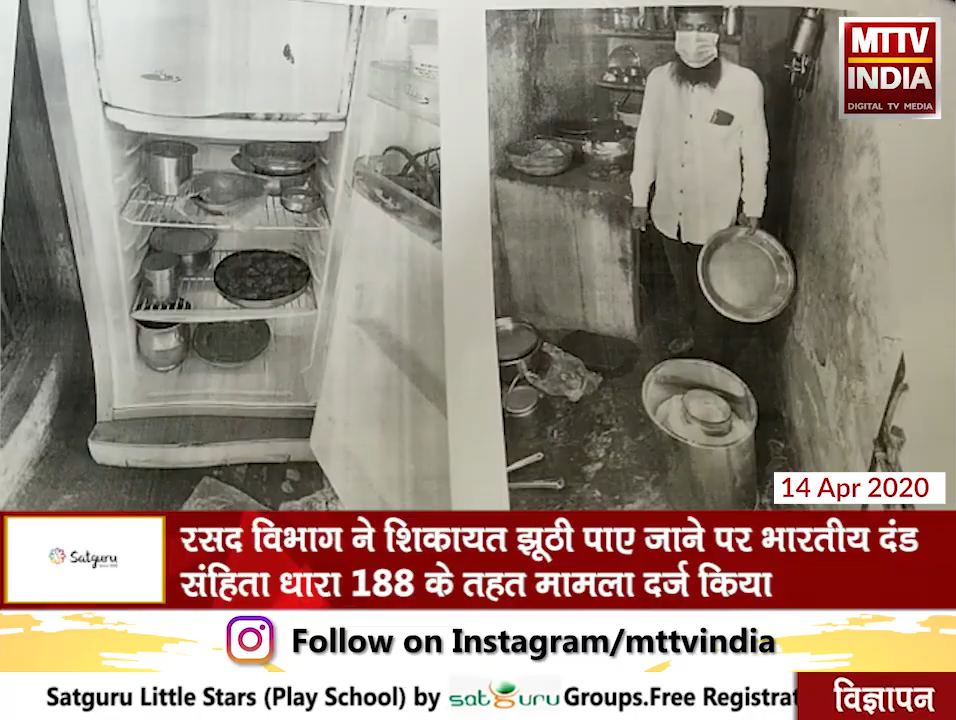 MTTV
INDIA
DIGITAL TV MEDIA
14 Apr 2020
Satguru
रसद विभाग ने शिकायत झूठी पाए जाने पर भारतीय दंड
संहिता धारा 188 के तहत मामला दर्ज किया
Follow on Instagram/mttvindia
Satguru Little Stars (Play School) by satguru Groups.Free Registrat
विज्ञापन